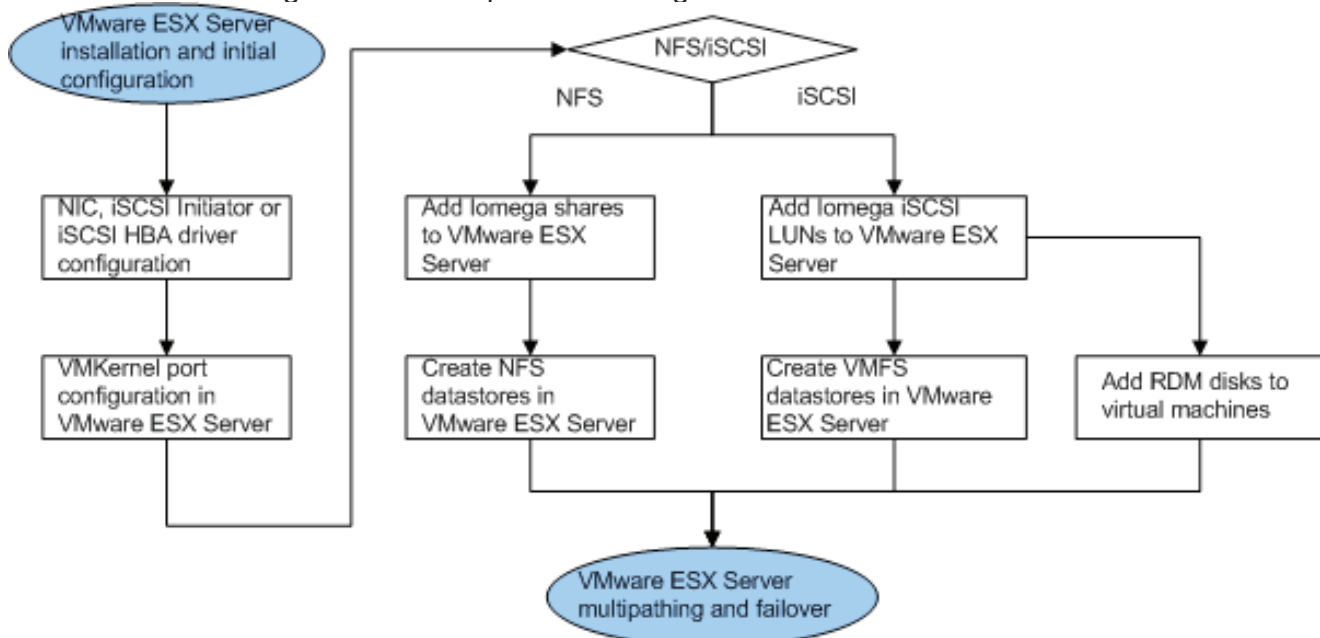 VMware ESX Server
installation and initial
configuration
NIC, iSCSI Initiator or
iSCSI HBA driver
configuration
VMKernel port
configuration in
VMware ESX Server
NFS/iSCSI
NFS
iSCSI
Add Iomega shares
to VMware ESX
Server
Add Iomega iSCSI
LUNs to VMware ESX
Server
Create NFS
datastores in
VMware ESX Server
Create VMFS
datastores in VMware
ESX Server
Add RDM disks to
virtual machines
VMware ESX Server
multipathing and failover